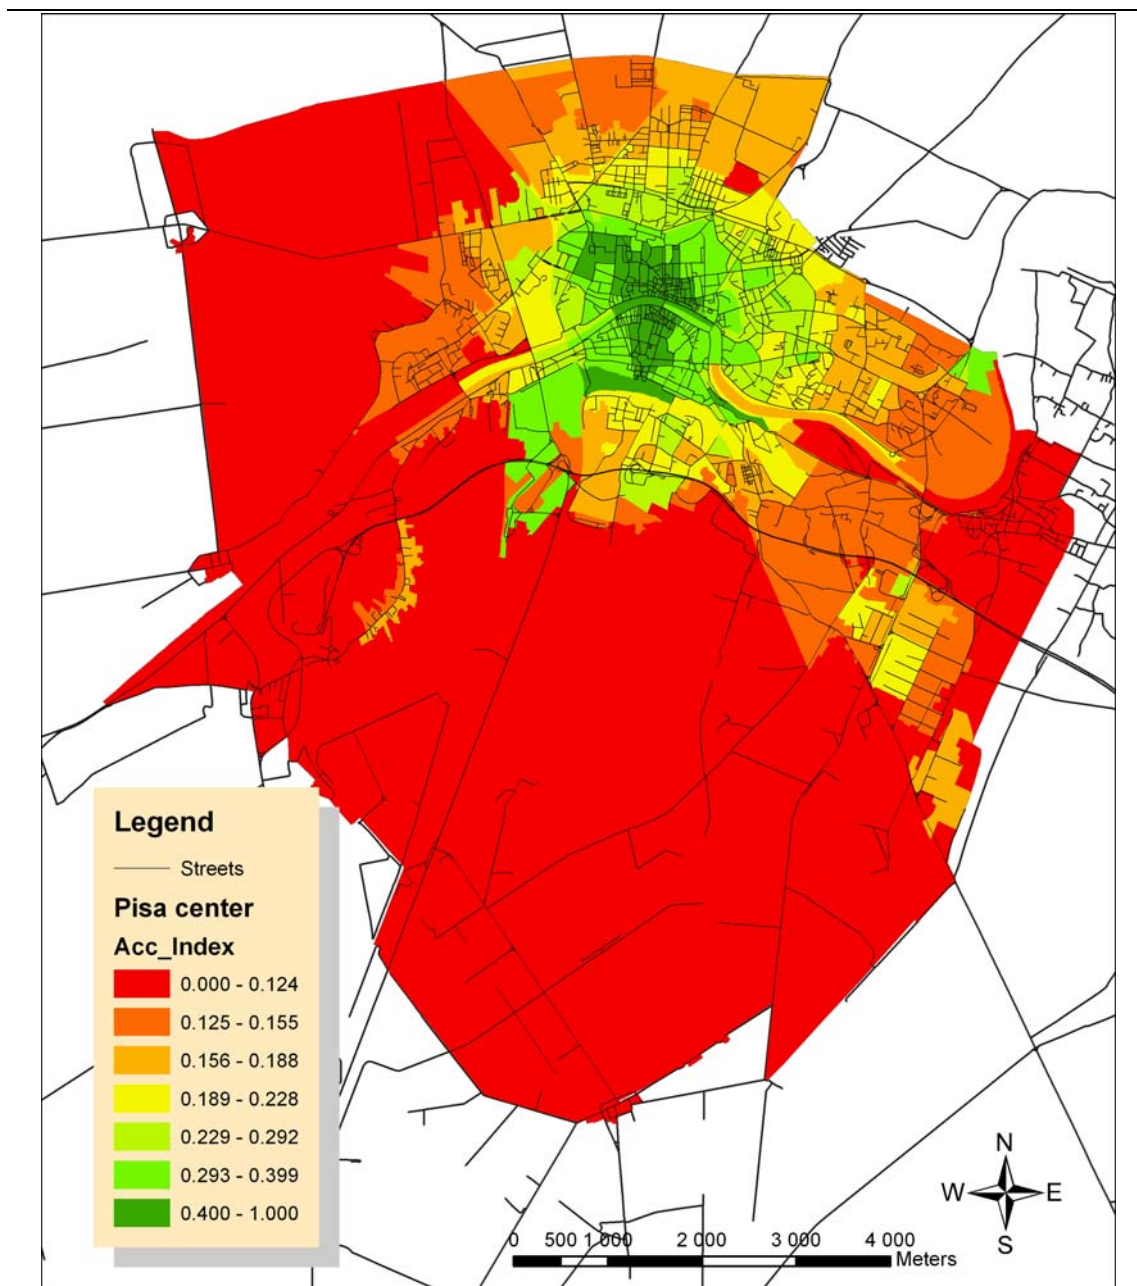 Legend
Streets
Pisa center
Acc_Index
0.000 - 0.124
0.125 - 0.155
0.156 - 0.188
0.189 - 0.228
0.229 - 0.292
0.293 - 0.399
0.400 - 1.000
N
W E
S
0 500 1 000 2 000 3 000 4 000
Meters